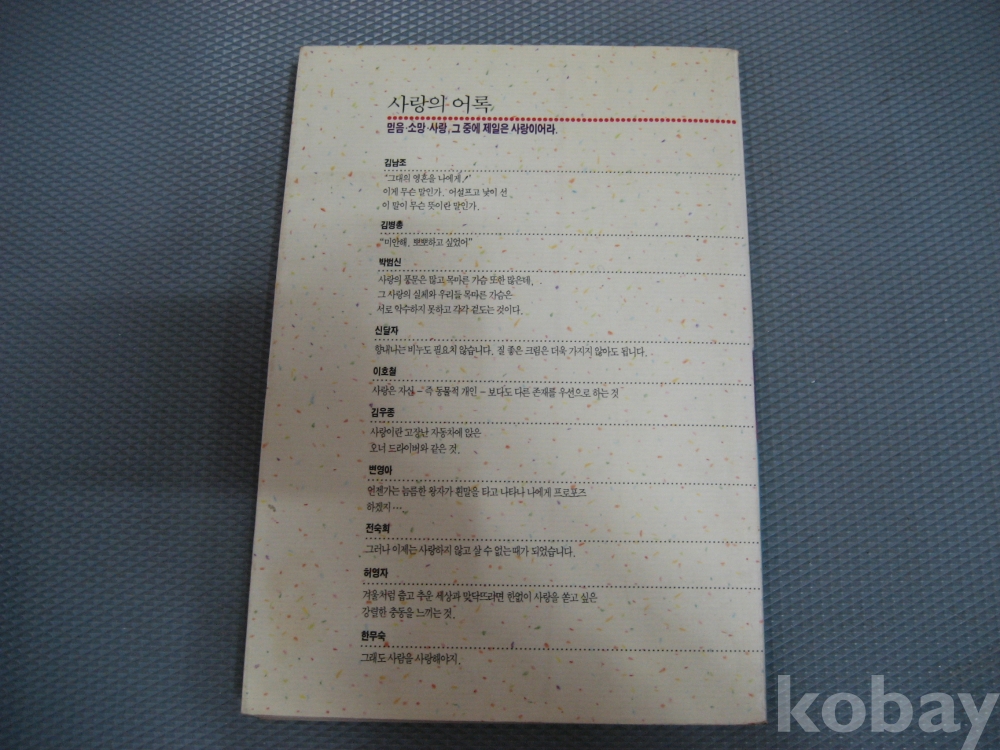 사랑의 어록
믿음·소망·사랑, 그 중에 제일은 사랑이어라.
김남조
"그대의 영혼을 나에게!"
이게 무슨 말인가. 어설프고 낯이 선
이 말이 무슨 뜻이란 말인가.
김병총
"미안해, 뽀뽀하고 싶었어"
박범신
사랑의 풍문은 많고 목마른 가슴 또한 많은데,
그 사랑의 실체와 우리들 목마른 가슴은
서로 악수하지 못하고 각각 겉도는 것이다.
신달자
향내나는 비누도 필요치 않습니다. 질 좋은 크림은 더욱 가지지 않아도 됩니다.
이호철
사랑은 자신 – 즉 동물적 개인 – 보다도 다른 존재를 우선으로 하는 것
김우종
사랑이란 고장난 자동차에 앉은
오너 드라이버와 같은 것.
변영아
언젠가는 늠름한 왕자가 흰말을 타고 나타나 나에게 프로포즈
하겠지…
전숙희
그러나 이제는 사랑하지 않고 살 수 없는 때가 되었습니다.
허영자
겨울처럼 춥고 추운 세상과 맞닥뜨리면 한없이 사랑을 쏟고 싶은
강렬한 충동을 느끼는 것.
한무숙
그래도 사람을 사랑해야지.
kobay